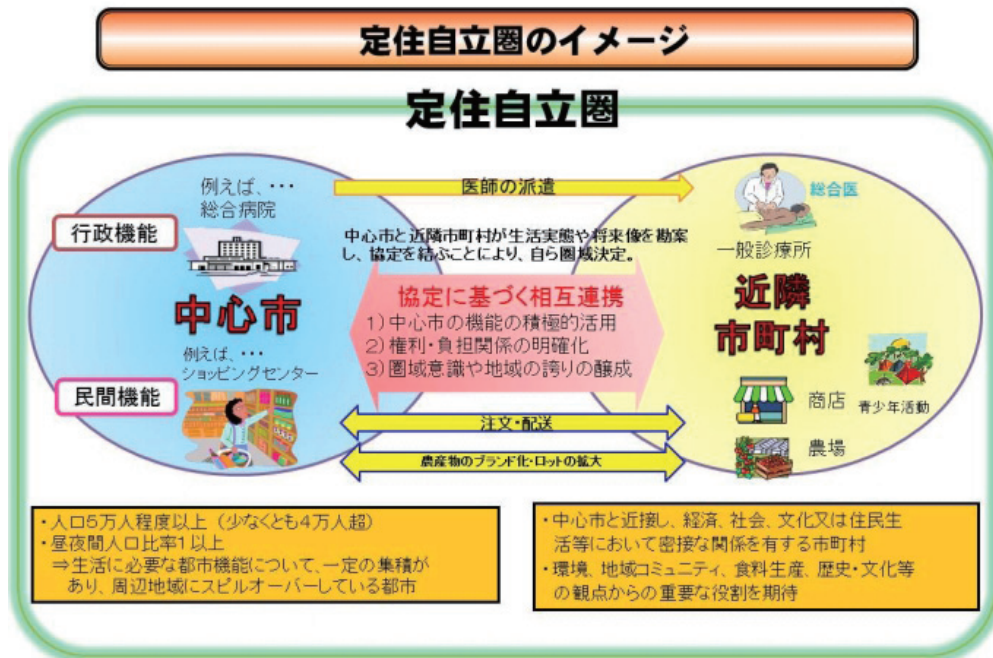 定住自立圏のイメージ
定住自立圏
例えば、・・・
総合病院
行政機能
中心市
例えば、・・・
ショッピングセンター
民間機能
医師の派遣
中心市と近隣市町村が生活実態や将来像を勘案
し、協定を結ぶことにより、自ら圏域決定。
協定に基づく相互連携
1）中心市の機能の積極的活用
2）権利・負担関係の明確化
3）圏域意識や地域の誇りの醸成
注文・配送
農産物のブランド化・ロットの拡大
総合医
一般診療所
近隣
市町村
商店
青少年活動
農場
・人口5万人程度以上（少なくとも4万人超）
・昼夜間人口比率1以上
⇒生活に必要な都市機能について、一定の集積が
あり、周辺地域にスピルオーバーしている都市
・中心市と近接し、経済、社会、文化又は住民生
活等において密接な関係を有する市町村
・環境、地域コミュニティ、食料生産、歴史・文化等
の観点からの重要な役割を期待